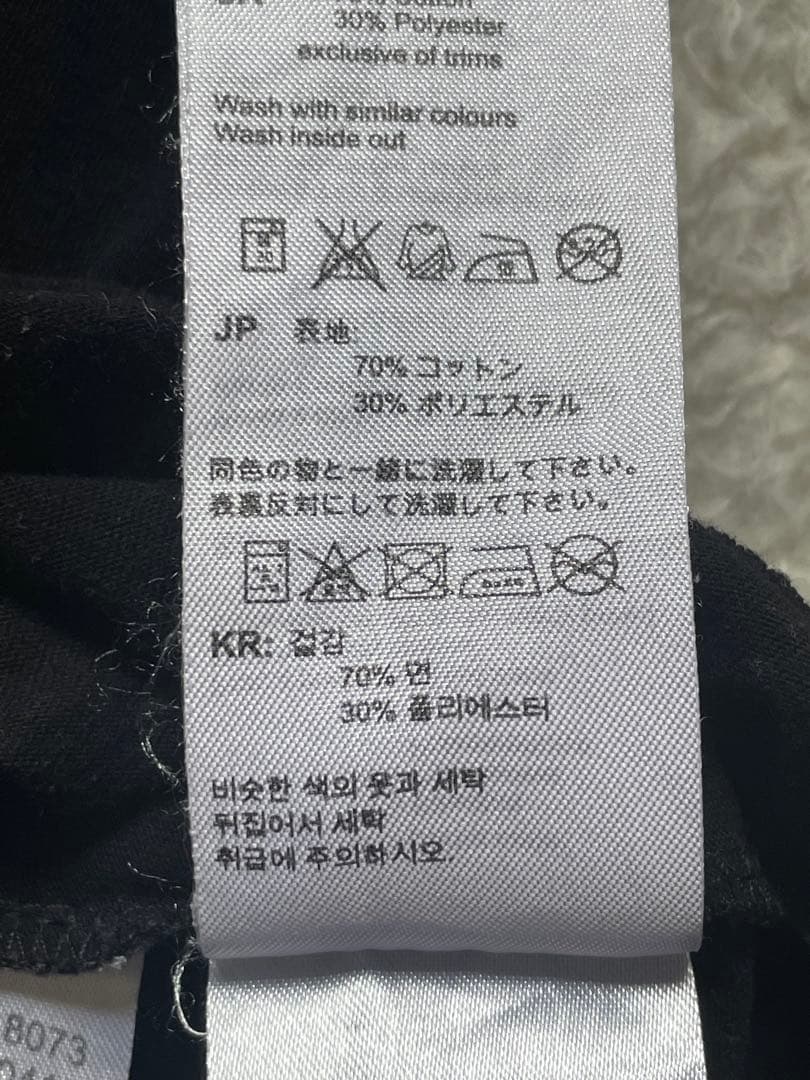 30% Polyester
exclusive of trims
Wash with similar colours
Wash inside out
JP 表地:
70% コットン
30% ポリエステル
同色の物と一緒に洗濯して下さい。
表裏反対にして洗濯して下さい。
KR: 겉감
70% 면
30% 폴리에스터
비슷한 색의 옷과 세탁
뒤집어서 세탁
취급에 주의하시오.
8073